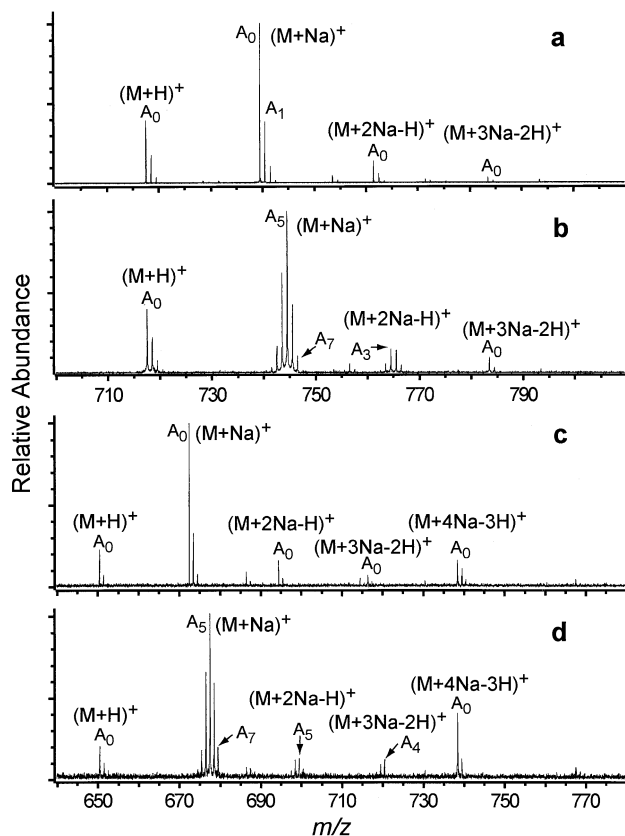 a
A₀ (M+Na)⁺
(M+H)⁺
A₀
A₁
(M+2Na-H)⁺
A₀
(M+3Na-2H)⁺
A₀
b
A₅ (M+Na)⁺
(M+H)⁺
A₀
A₇
(M+2Na-H)⁺
A₃
(M+3Na-2H)⁺
A₀
710 730 750 770 790
Relative Abundance
c
A₀ (M+Na)⁺
(M+H)⁺
A₀
(M+2Na-H)⁺
A₀
(M+3Na-2H)⁺
A₀
(M+4Na-3H)⁺
A₀
d
A₅ (M+Na)⁺
(M+H)⁺
A₀
A₇
(M+2Na-H)⁺
A₅
(M+3Na-2H)⁺
A₄
(M+4Na-3H)⁺
A₀
650 670 690 710 730 750 770
m/z